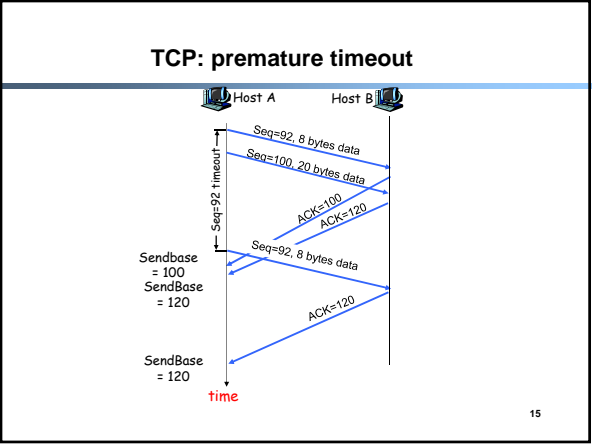 TCP: premature timeout
Host A
Host B
Seq=92, 8 bytes data
Seq=100, 20 bytes data
Seq=92 timeout
ACK=100
ACK=120
Seq=92, 8 bytes data
Sendbase
= 100
SendBase
= 120
ACK=120
SendBase
= 120
time
15